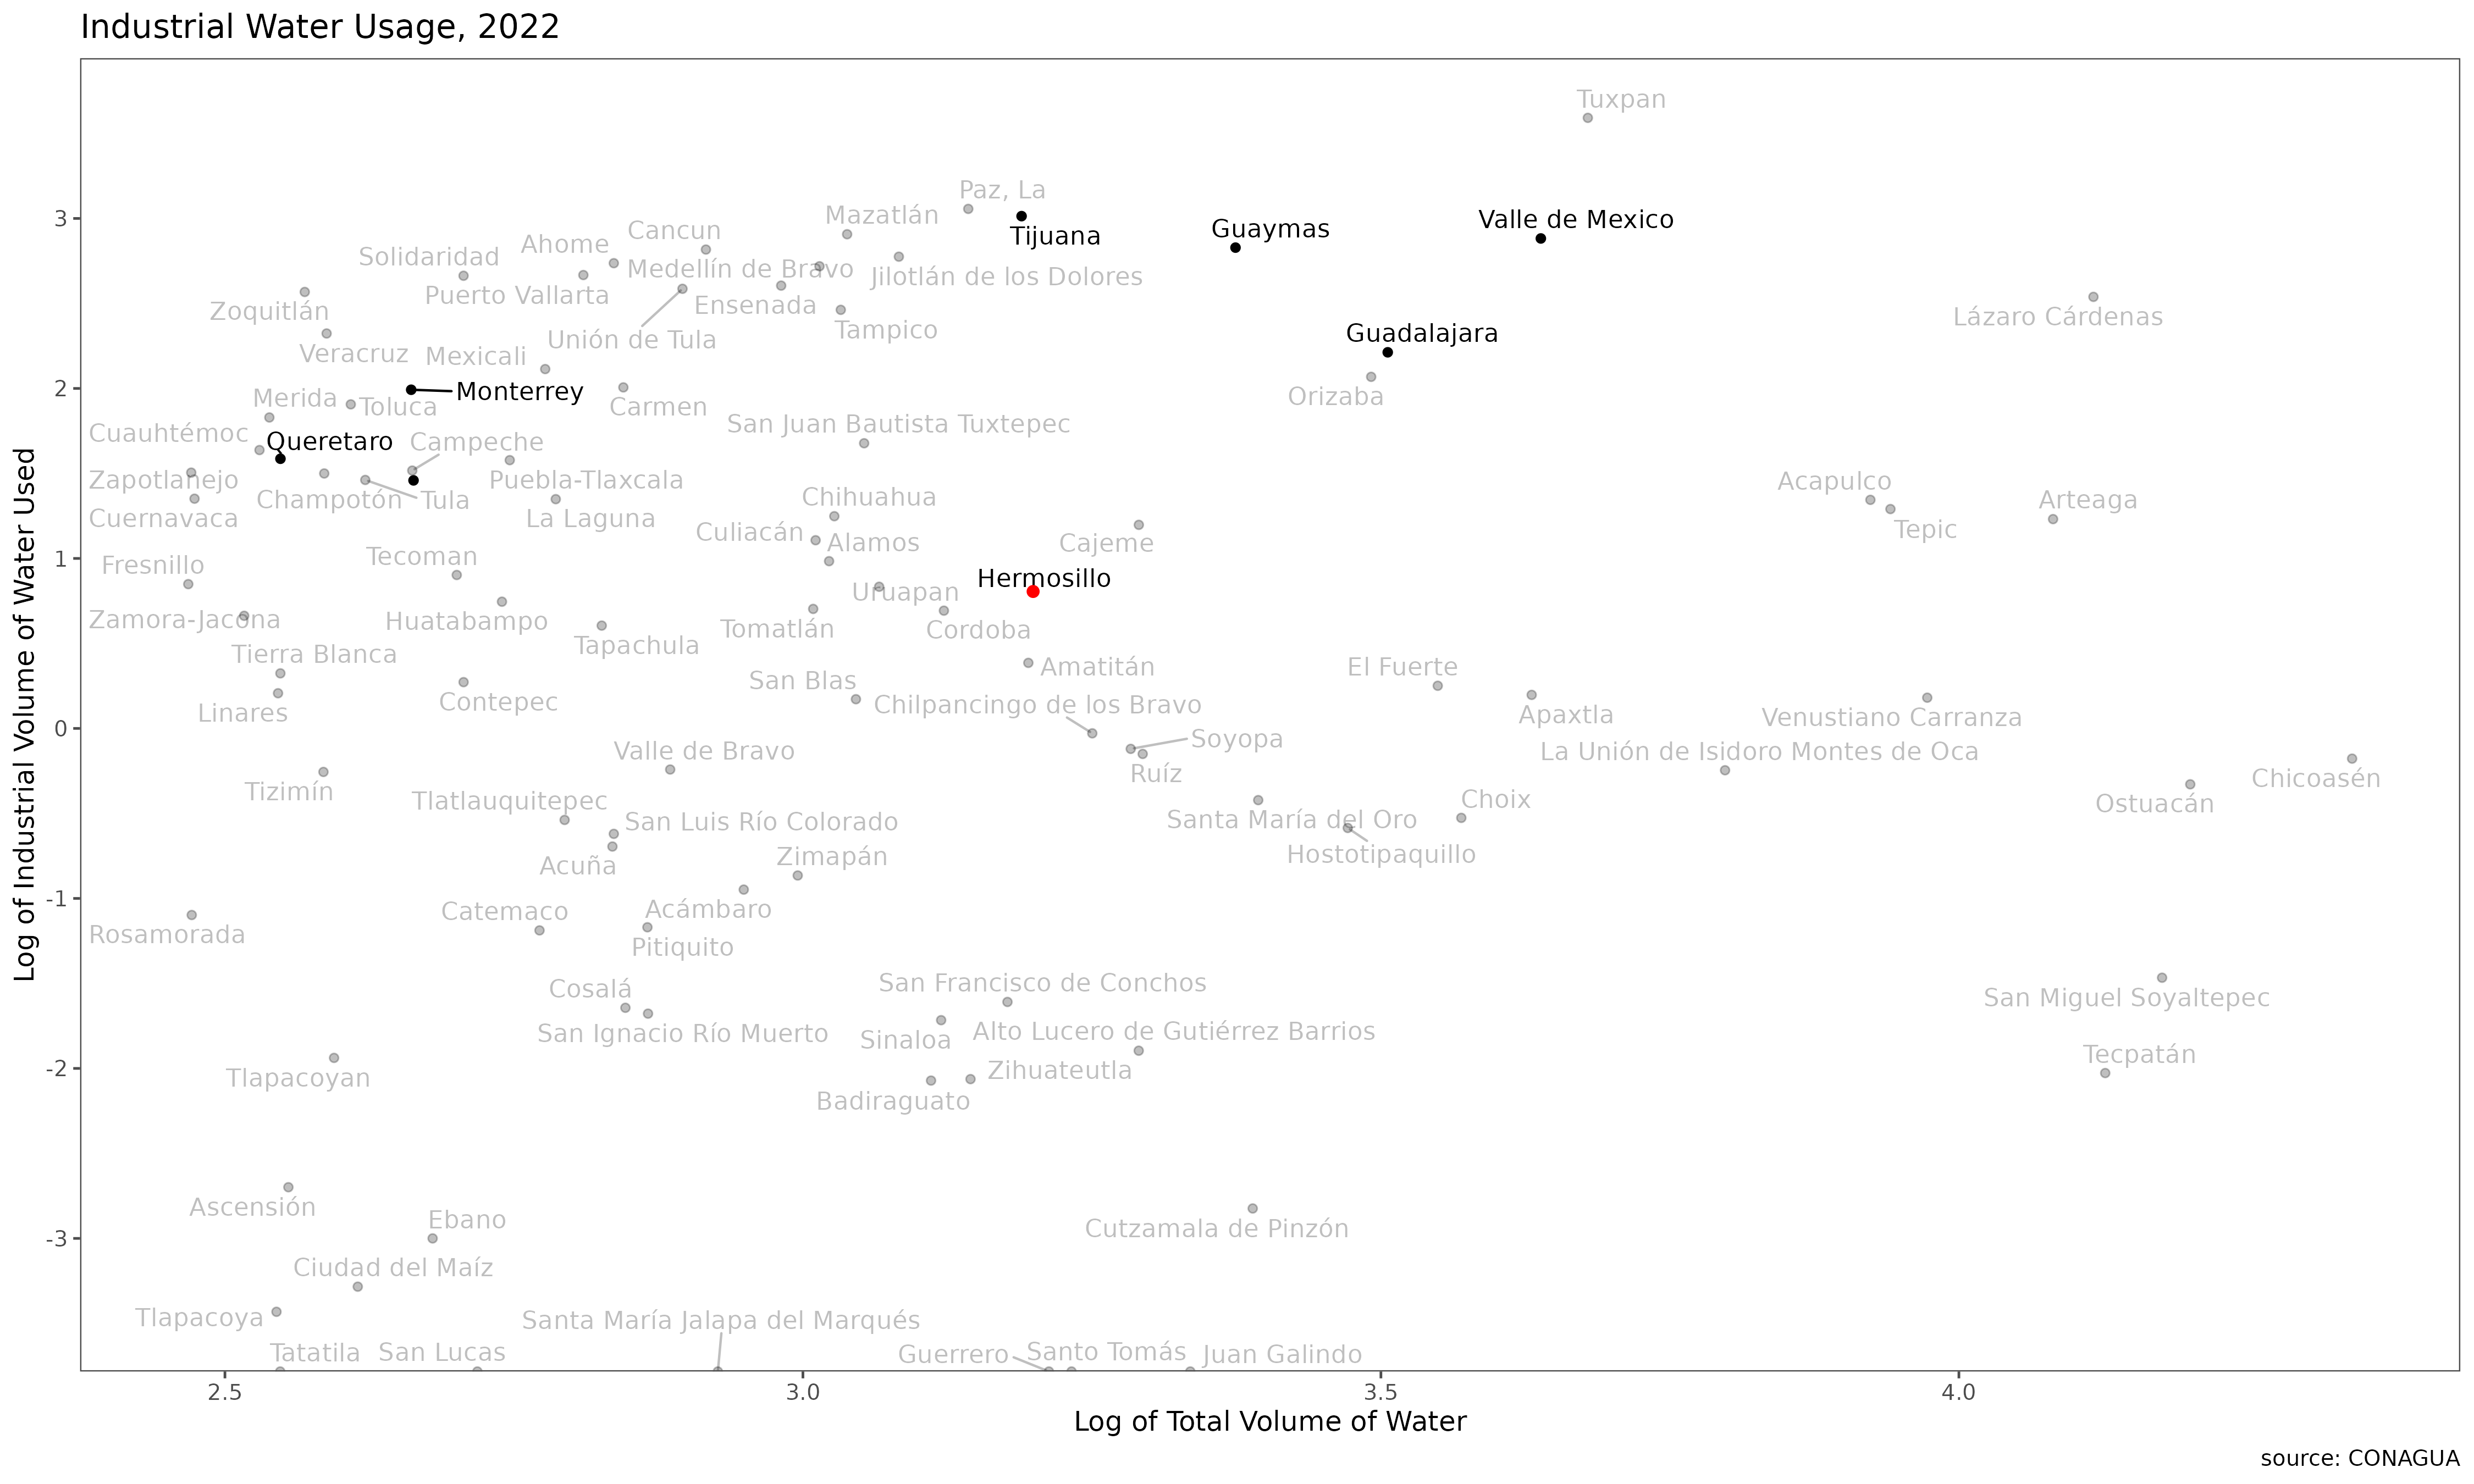 Industrial Water Usage, 2022
Tuxpan
Paz, La
Mazatlán
Tijuana
Guaymas
Valle de Mexico
Cancun
Ahome
Solidaridad
Medellín de Bravo
Jilotlán de los Dolores
Puerto Vallarta
Ensenada
Zoquitlán
Lázaro Cárdenas
Tampico
Unión de Tula
Guadalajara
Veracruz
Mexicali
Monterrey
Orizaba
Merida
Toluca
Carmen
San Juan Bautista Tuxtepec
Cuauhtémoc
Queretaro
Campeche
Zapotlanejo
Puebla-Tlaxcala
Acapulco
Champotón
Tula
Chihuahua
Arteaga
Cuernavaca
La Laguna
Culiacán
Tepic
Alamos
Cajeme
Tecoman
Fresnillo
Hermosillo
Uruapan
Zamora-Jacona
Huatabampo
Tomatlán
Cordoba
Tapachula
Tierra Blanca
Amatitán
El Fuerte
San Blas
Contepec
Chilpancingo de los Bravo
Linares
Apaxtla
Venustiano Carranza
Soyopa
Valle de Bravo
La Unión de Isidoro Montes de Oca
Ruíz
Chicoasén
Tizimín
Tlatlauquitepec
Choix
Ostuacán
San Luis Río Colorado
Santa María del Oro
Hostotipaquillo
Zimapán
Acuña
Acámbaro
Catemaco
Rosamorada
Pitiquito
San Francisco de Conchos
Cosalá
San Miguel Soyaltepec
San Ignacio Río Muerto
Sinaloa
Alto Lucero de Gutiérrez Barrios
Tecpatán
Zihuateutla
Tlapacoyan
Badiraguato
Ascensión
Ebano
Cutzamala de Pinzón
Ciudad del Maíz
Tlapacoya
Santa María Jalapa del Marqués
Tatatila
San Lucas
Guerrero
Santo Tomás
Juan Galindo
3
2
1
0
-1
-2
-3
Log of Industrial Volume of Water Used
2.5
3.0
3.5
4.0
Log of Total Volume of Water
source: CONAGUA